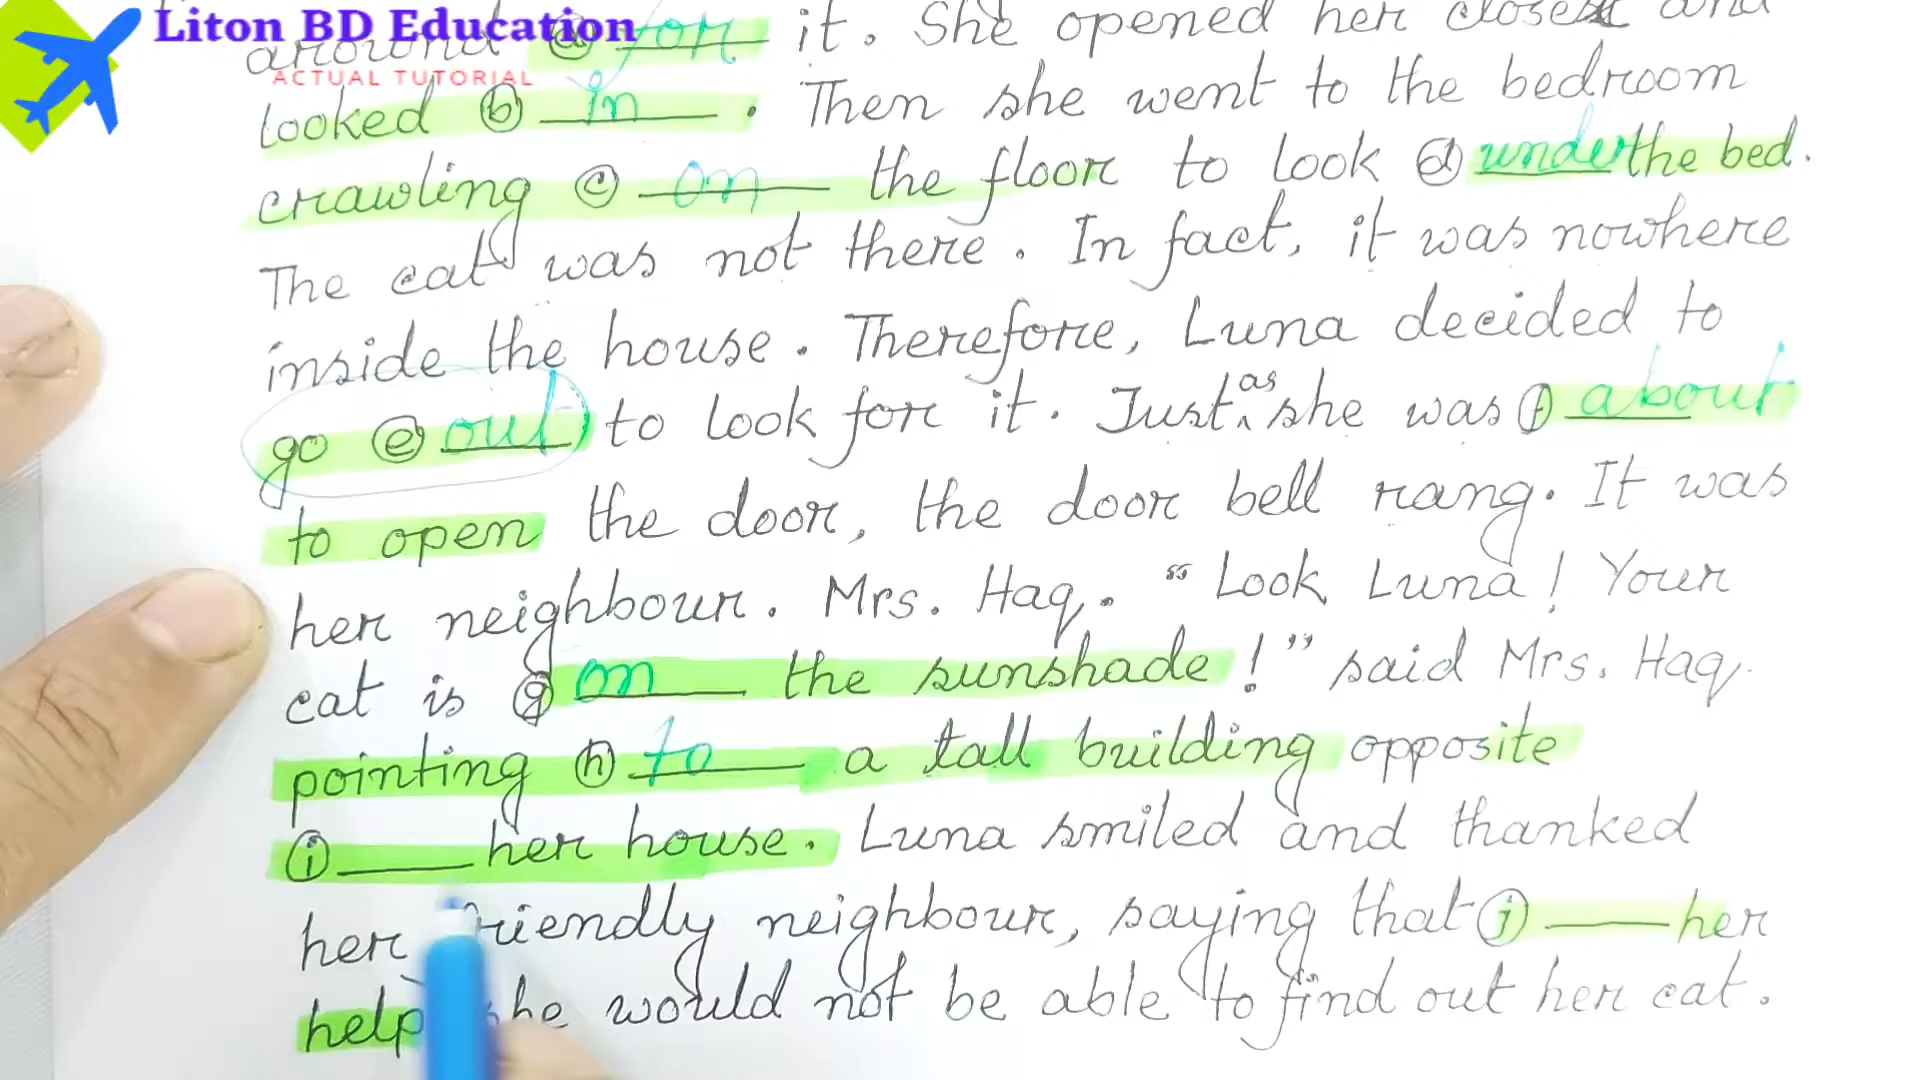 Liton BD Education
ACTUAL TUTORIAL
around ⓐ for it. She opened her closet and
looked ⓑ in. Then she went to the bedroom
crawling ⓒ on the floor to look ⓓ under the bed.
The cat was not there. In fact, it was nowhere
inside the house. Therefore, Luna decided to
go ⓔ out to look for it. Just as she was ⓕ about
to open the door, the door bell rang. It was
her neighbour. Mrs. Haq. "Look Luna! Your
cat is ⓖ on the sunshade!" said Mrs. Haq.
pointing ⓗ to a tall building opposite
ⓘ ____ her house. Luna smiled and thanked
her friendly neighbour, saying that ⓙ ____ her
help she would not be able to find out her cat.